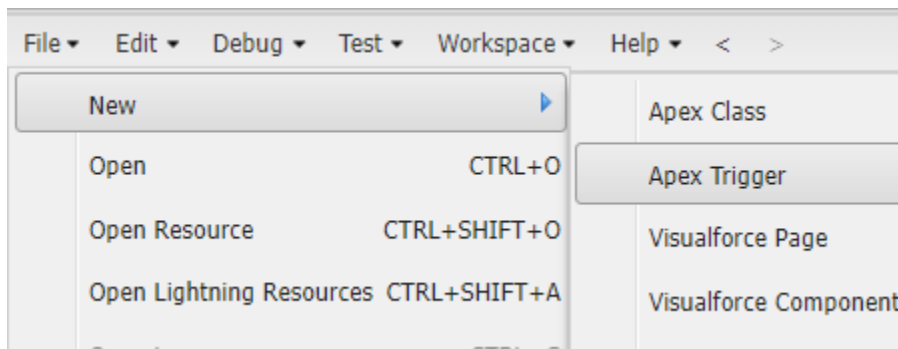 File Edit Debug Test Workspace Help < >
New
Open CTRL+O
Open Resource CTRL+SHIFT+O
Open Lightning Resources CTRL+SHIFT+A
Apex Class
Apex Trigger
Visualforce Page
Visualforce Component